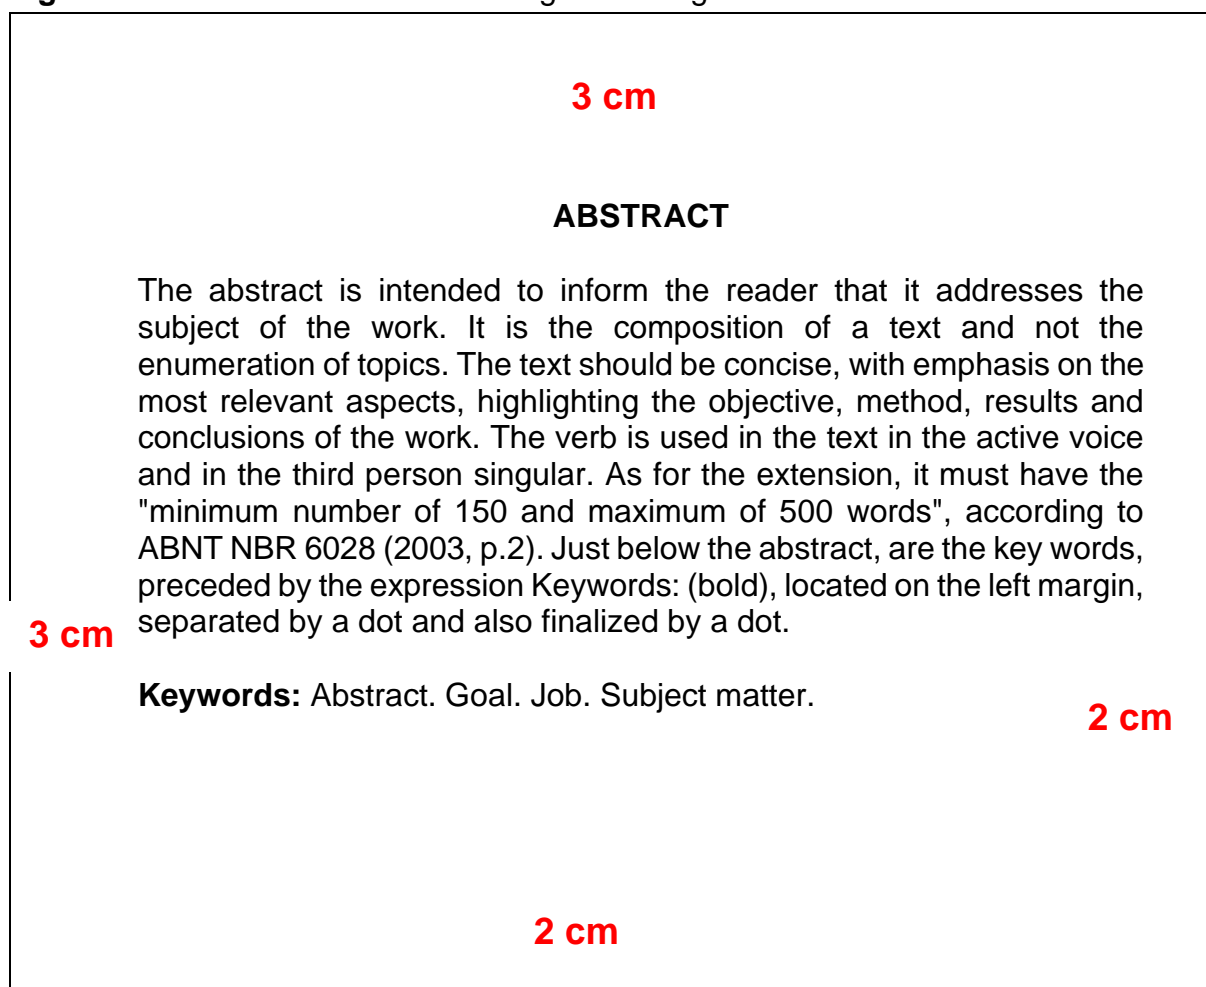 3 cm
ABSTRACT
The abstract is intended to inform the reader that it addresses the
subject of the work. It is the composition of a text and not the
enumeration of topics. The text should be concise, with emphasis on the
most relevant aspects, highlighting the objective, method, results and
conclusions of the work. The verb is used in the text in the active voice
and in the third person singular. As for the extension, it must have the
"minimum number of 150 and maximum of 500 words", according to
ABNT NBR 6028 (2003, p.2). Just below the abstract, are the key words,
preceded by the expression Keywords: (bold), located on the left margin,
3 cm separated by a dot and also finalized by a dot.
Keywords: Abstract. Goal. Job. Subject matter.
2 cm
2 cm